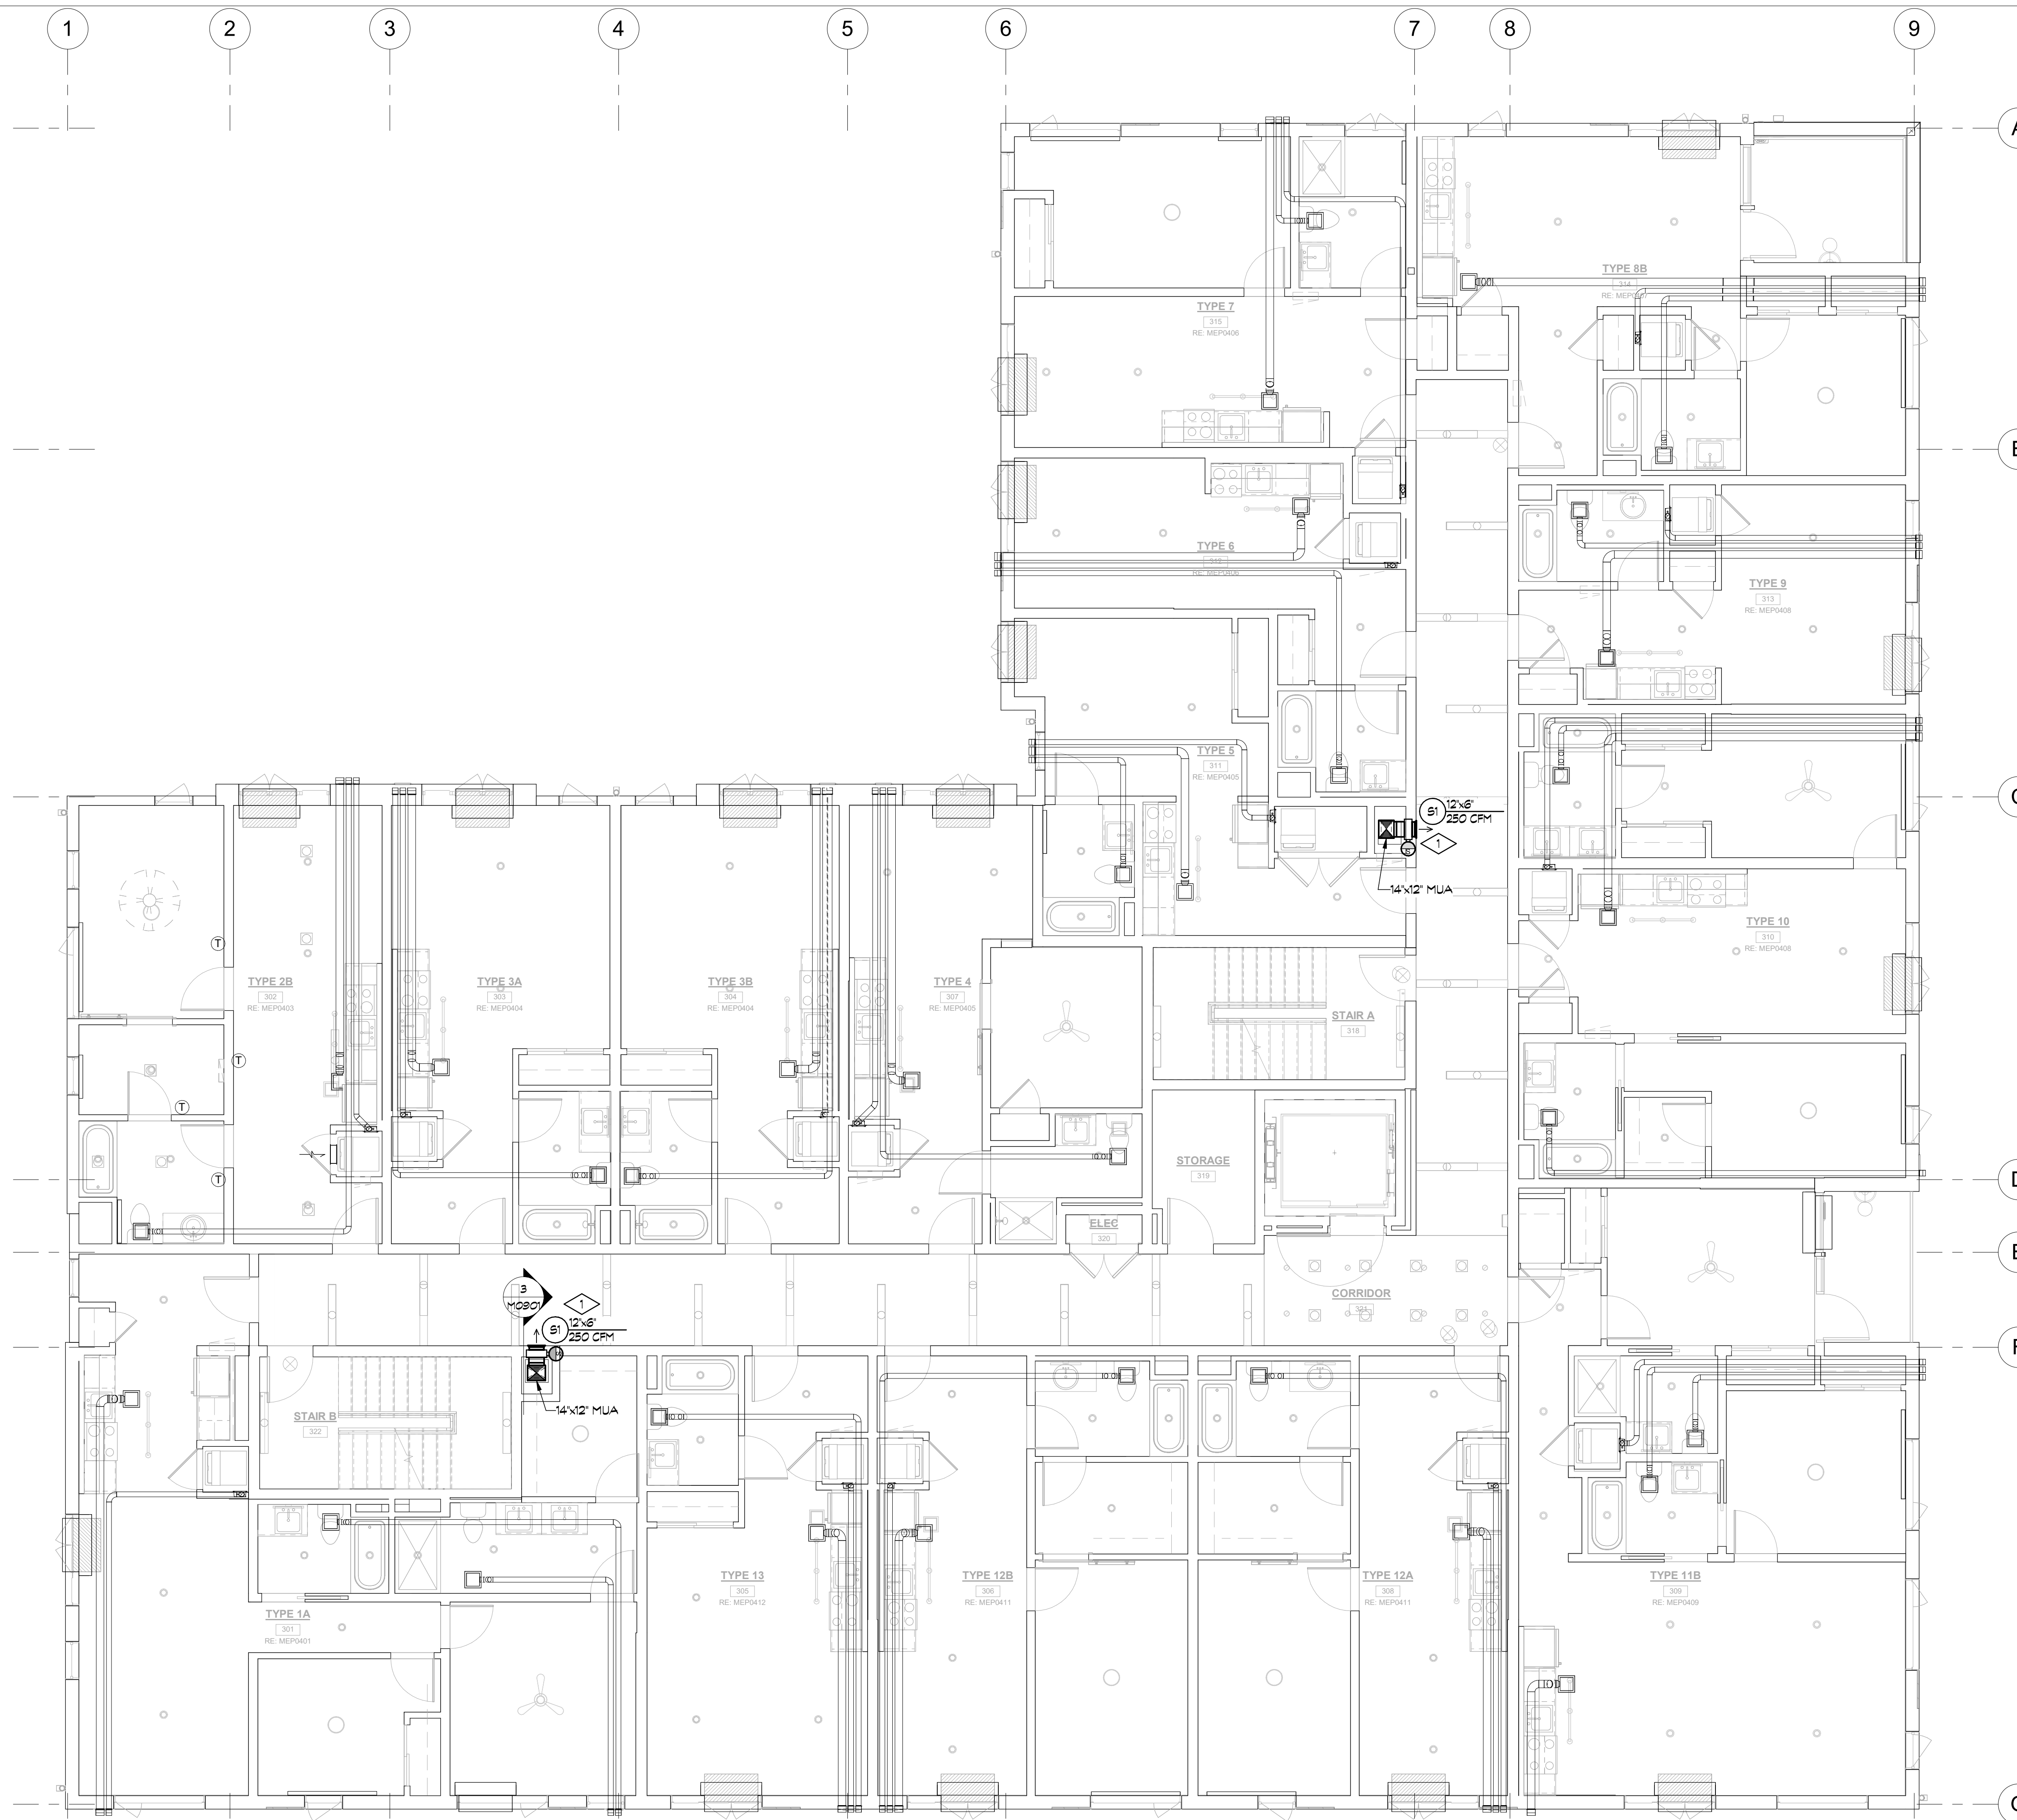 1
2
3
4
5
6
7
8
9
A
TYPE 8B
314
TYPE 7
315
RE: MEP0406
TYPE 6
RE: MEP0406
TYPE 9
313
RE: MEP0408
TYPE 5
311
RE: MEP0405
S1
12"x6"
250 CFM
1
14"x12" MUA
TYPE 10
310
RE: MEP0408
T
TYPE 2B
302
RE: MEP0403
TYPE 3A
303
RE: MEP0404
TYPE 3B
304
RE: MEP0404
TYPE 4
307
RE: MEP0405
STAIR A
318
T
T
T
STORAGE
319
ELEC
320
CORRIDOR
321
3
M0901
1
S1
12"x6"
250 CFM
14"x12" MUA
STAIR B
322
TYPE 1A
301
RE: MEP0401
TYPE 13
305
RE: MEP0412
TYPE 12B
306
RE: MEP0411
TYPE 12A
308
RE: MEP0411
TYPE 11B
309
RE: MEP0409